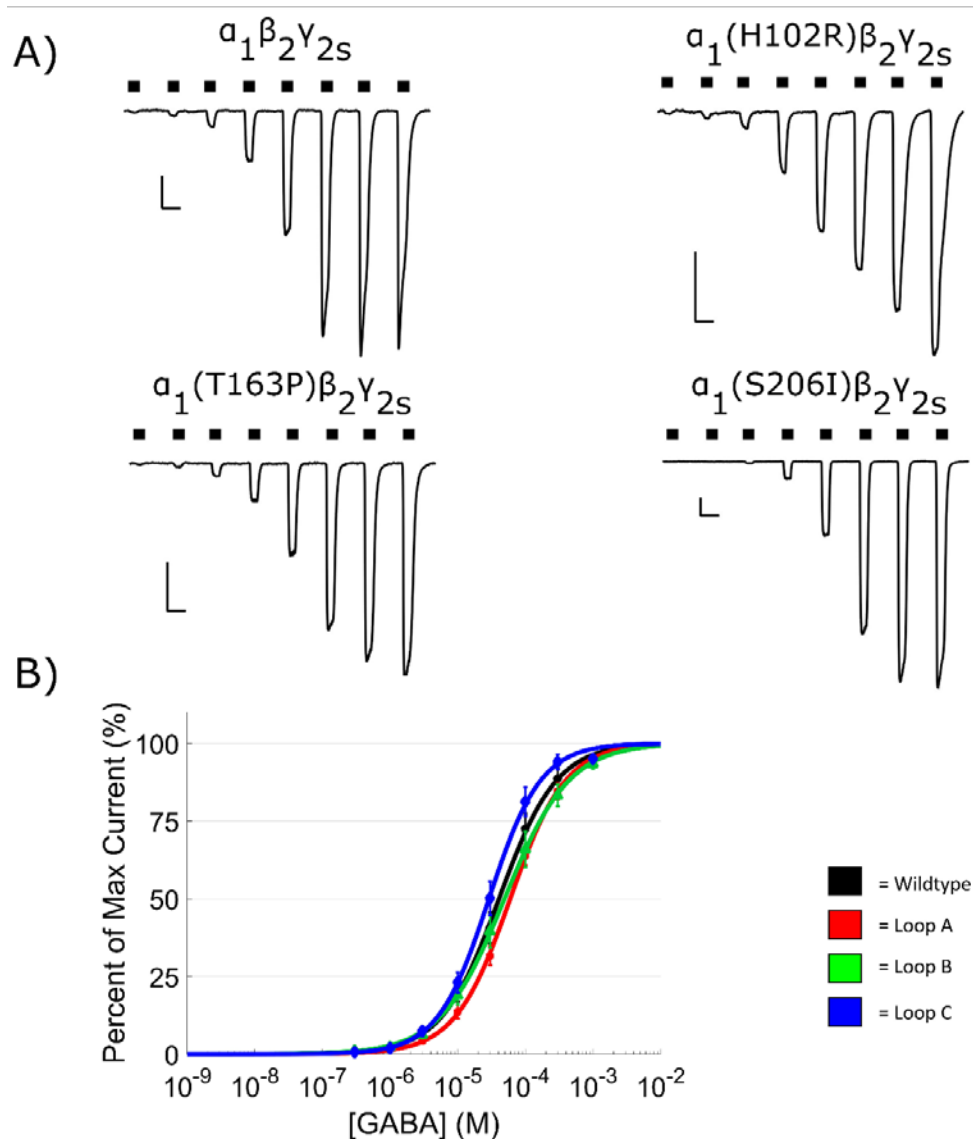 A)
α₁β₂γ₂ₛ
α₁(H102R)β₂γ₂ₛ
α₁(T163P)β₂γ₂ₛ
α₁(S206I)β₂γ₂ₛ
B)
Percent of Max Current (%)
100
75
50
25
0
10⁻⁹ 10⁻⁸ 10⁻⁷ 10⁻⁶ 10⁻⁵ 10⁻⁴ 10⁻³ 10⁻²
[GABA] (M)
= Wildtype
= Loop A
= Loop B
= Loop C